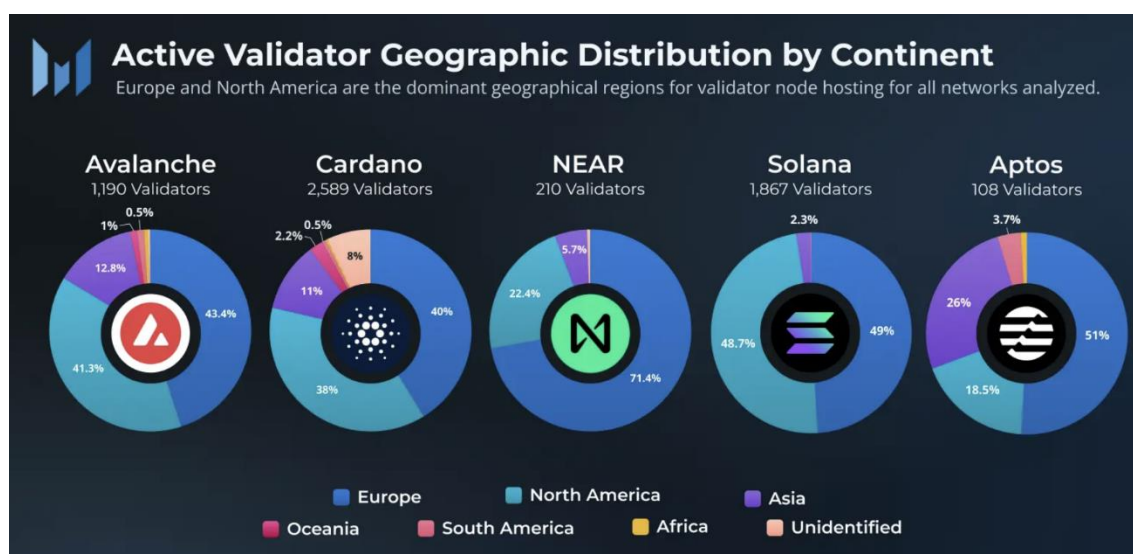 Active Validator Geographic Distribution by Continent
Europe and North America are the dominant geographical regions for validator node hosting for all networks analyzed.
Avalanche
1,190 Validators
0.5%
1%
12.8%
43.4%
41.3%
Cardano
2,589 Validators
0.5%
2.2%
8%
11%
40%
38%
NEAR
210 Validators
5.7%
22.4%
71.4%
Solana
1,867 Validators
2.3%
48.7%
49%
Aptos
108 Validators
3.7%
26%
51%
18.5%
Europe
North America
Asia
Oceania
South America
Africa
Unidentified